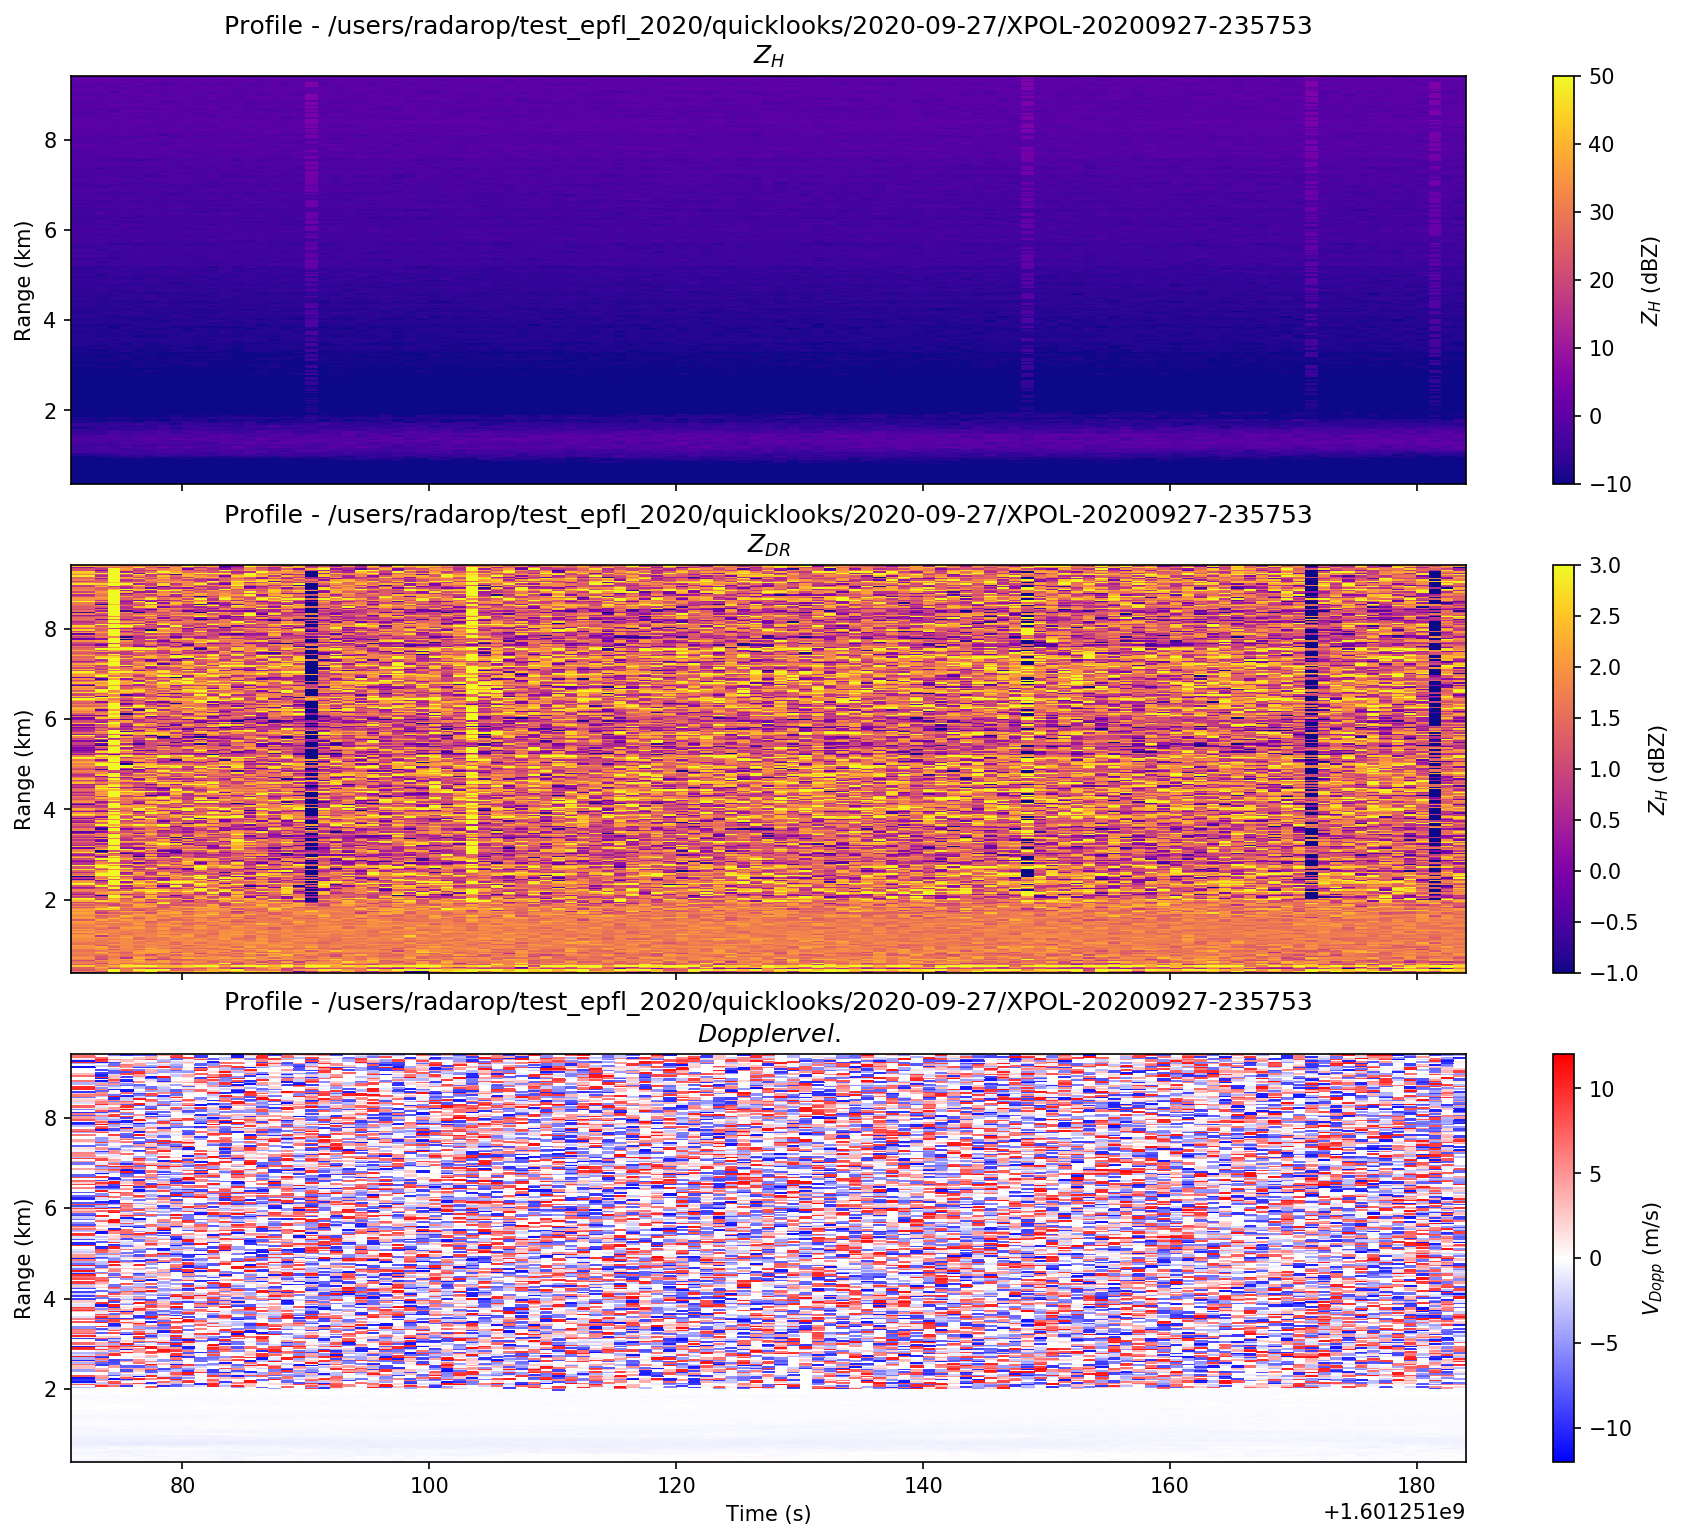 Profile - /users/radarop/test_epfl_2020/quicklooks/2020-09-27/XPOL-20200927-235753
Z_H
Range (km)
8
6
4
2
50
40
30
20
10
0
−10
Z_H (dBZ)
Profile - /users/radarop/test_epfl_2020/quicklooks/2020-09-27/XPOL-20200927-235753
Z_DR
Range (km)
8
6
4
2
3.0
2.5
2.0
1.5
1.0
0.5
0.0
−0.5
−1.0
Z_H (dBZ)
Profile - /users/radarop/test_epfl_2020/quicklooks/2020-09-27/XPOL-20200927-235753
Dopplervel.
Range (km)
8
6
4
2
10
5
0
−5
−10
V_Dopp (m/s)
80 100 120 140 160 180
Time (s)
+1.601251e9